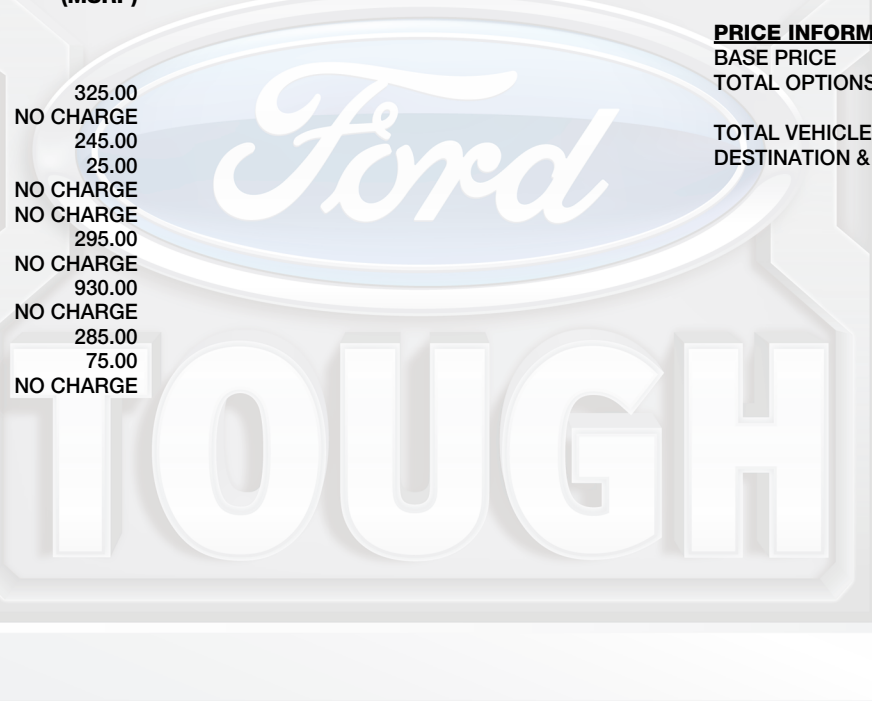 (MSRP)
325.00
NO CHARGE
245.00
25.00
NO CHARGE
NO CHARGE
295.00
NO CHARGE
930.00
NO CHARGE
285.00
75.00
NO CHARGE
PRICE INFORM
BASE PRICE
TOTAL OPTIONS
TOTAL VEHICLE
DESTINATION &
Ford
TOUGH